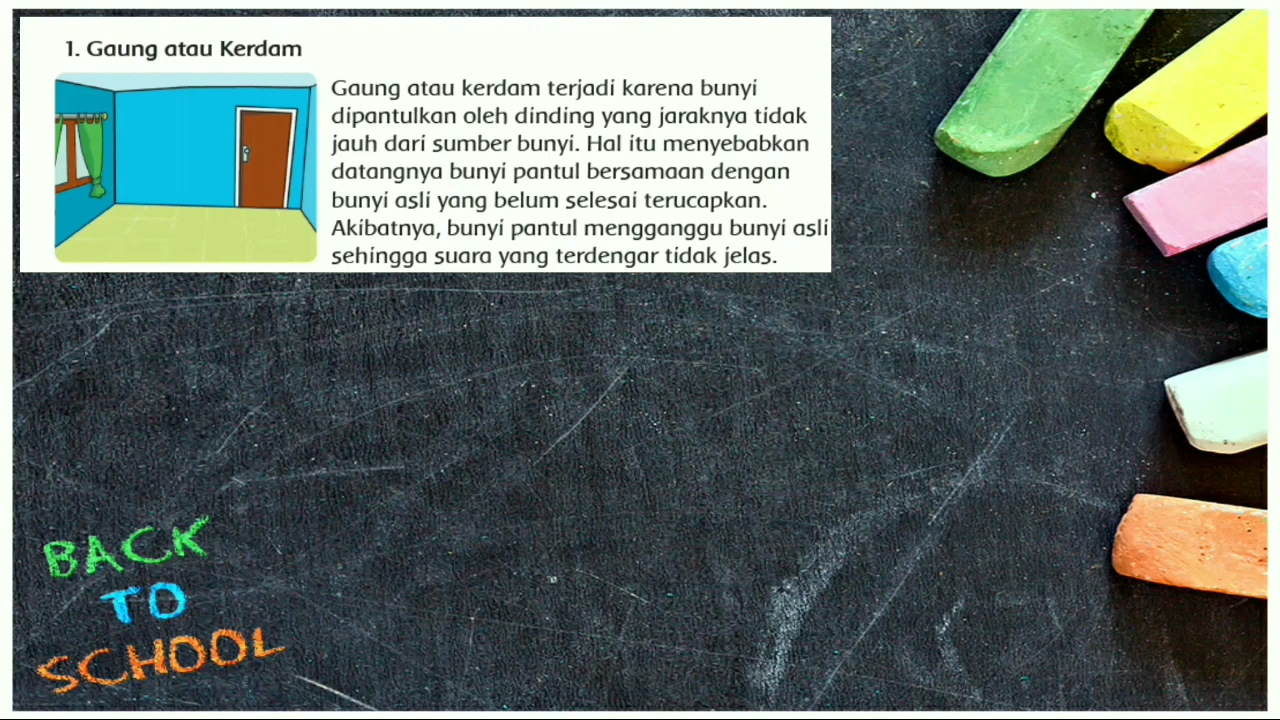 1. Gaung atau Kerdam
Gaung atau kerdam terjadi karena bunyi
dipantulkan oleh dinding yang jaraknya tidak
jauh dari sumber bunyi. Hal itu menyebabkan
datangnya bunyi pantul bersamaan dengan
bunyi asli yang belum selesai terucapkan.
Akibatnya, bunyi pantul mengganggu bunyi asli
sehingga suara yang terdengar tidak jelas.
BACK
TO
SCHOOL